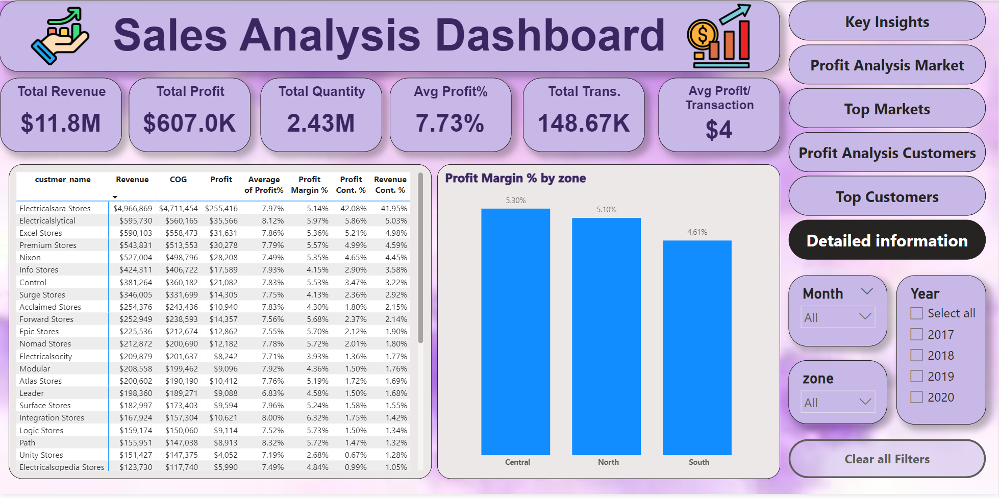 Sales Analysis Dashboard
Key Insights
Profit Analysis Market
Top Markets
Profit Analysis Customers
Top Customers
Detailed information
Total Revenue
$11.8M
Total Profit
$607.0K
Total Quantity
2.43M
Avg Profit%
7.73%
Total Trans.
148.67K
Avg Profit/
Transaction
$4
custmer_name Revenue COG Profit Average of Profit% Profit Margin % Profit Cont. % Revenue Cont. %
Electricalsara Stores $4,966,869 $4,711,454 $255,416 7.97% 5.14% 42.08% 41.95%
Electricalslytical $595,730 $560,165 $35,566 8.12% 5.97% 5.86% 5.03%
Excel Stores $590,103 $558,473 $31,631 7.86% 5.36% 5.21% 4.98%
Premium Stores $543,831 $513,553 $30,278 7.79% 5.57% 4.99% 4.59%
Nixon $527,004 $498,796 $28,208 7.49% 5.35% 4.65% 4.45%
Info Stores $424,311 $406,722 $17,589 7.93% 4.15% 2.90% 3.58%
Control $381,264 $360,182 $21,082 7.83% 5.53% 3.47% 3.22%
Surge Stores $346,005 $331,699 $14,305 7.75% 4.13% 2.36% 2.92%
Acclaimed Stores $254,376 $243,436 $10,940 7.83% 4.30% 1.80% 2.15%
Forward Stores $252,949 $238,593 $14,357 7.56% 5.68% 2.37% 2.14%
Epic Stores $225,536 $212,674 $12,862 7.55% 5.70% 2.12% 1.90%
Nomad Stores $212,872 $200,690 $12,182 7.78% 5.72% 2.01% 1.80%
Electricalsocity $209,879 $201,637 $8,242 7.71% 3.93% 1.36% 1.77%
Modular $208,558 $199,462 $9,096 7.92% 4.36% 1.50% 1.76%
Atlas Stores $200,602 $190,190 $10,412 7.76% 5.19% 1.72% 1.69%
Leader $198,360 $189,271 $9,088 6.83% 4.58% 1.50% 1.68%
Surface Stores $182,997 $173,403 $9,594 7.96% 5.24% 1.58% 1.55%
Integration Stores $167,924 $157,304 $10,621 8.00% 6.32% 1.75% 1.42%
Logic Stores $159,174 $150,060 $9,114 7.52% 5.73% 1.50% 1.34%
Path $155,951 $147,038 $8,913 8.32% 5.72% 1.47% 1.32%
Unity Stores $151,427 $147,375 $4,052 7.19% 2.68% 0.67% 1.28%
Electricalsopedia Stores $123,730 $117,740 $5,990 7.49% 4.84% 0.99% 1.05%
Profit Margin % by zone
5.30%
5.10%
4.61%
Central
North
South
Month
All
zone
All
Year
Select all
2017
2018
2019
2020
Clear all Filters